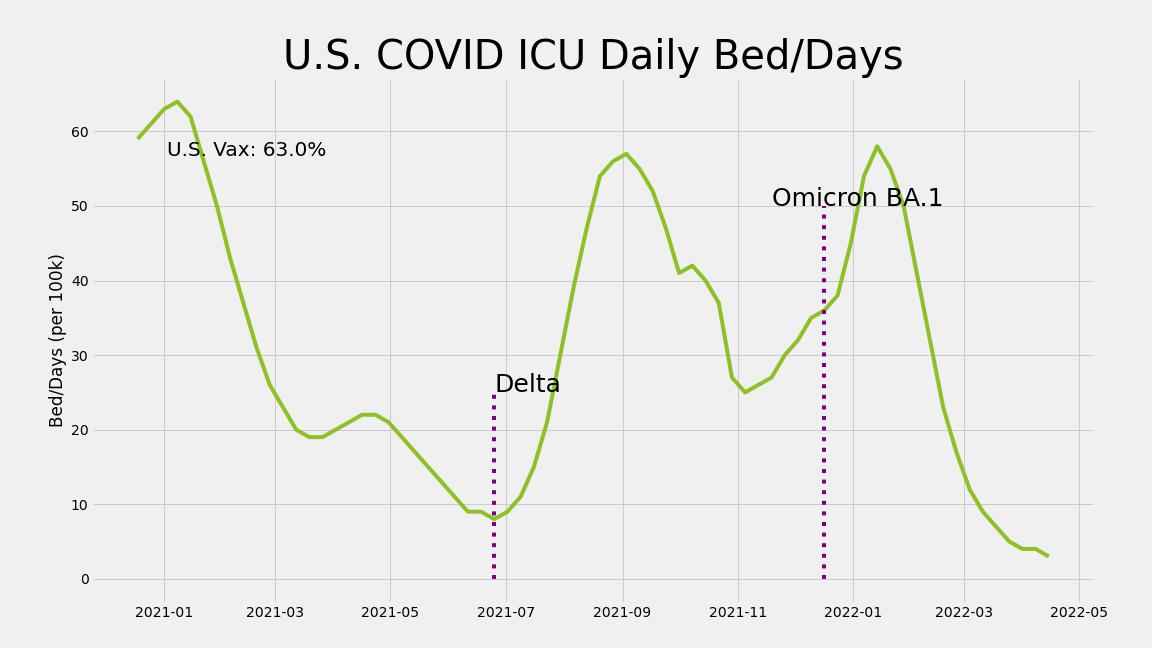 U.S. COVID ICU Daily Bed/Days
60
U.S. Vax: 63.0%
50
Omicron BA.1
40
30
Delta
20
10
0
Bed/Days (per 100k)
2021-01 2021-03 2021-05 2021-07 2021-09 2021-11 2022-01 2022-03 2022-05